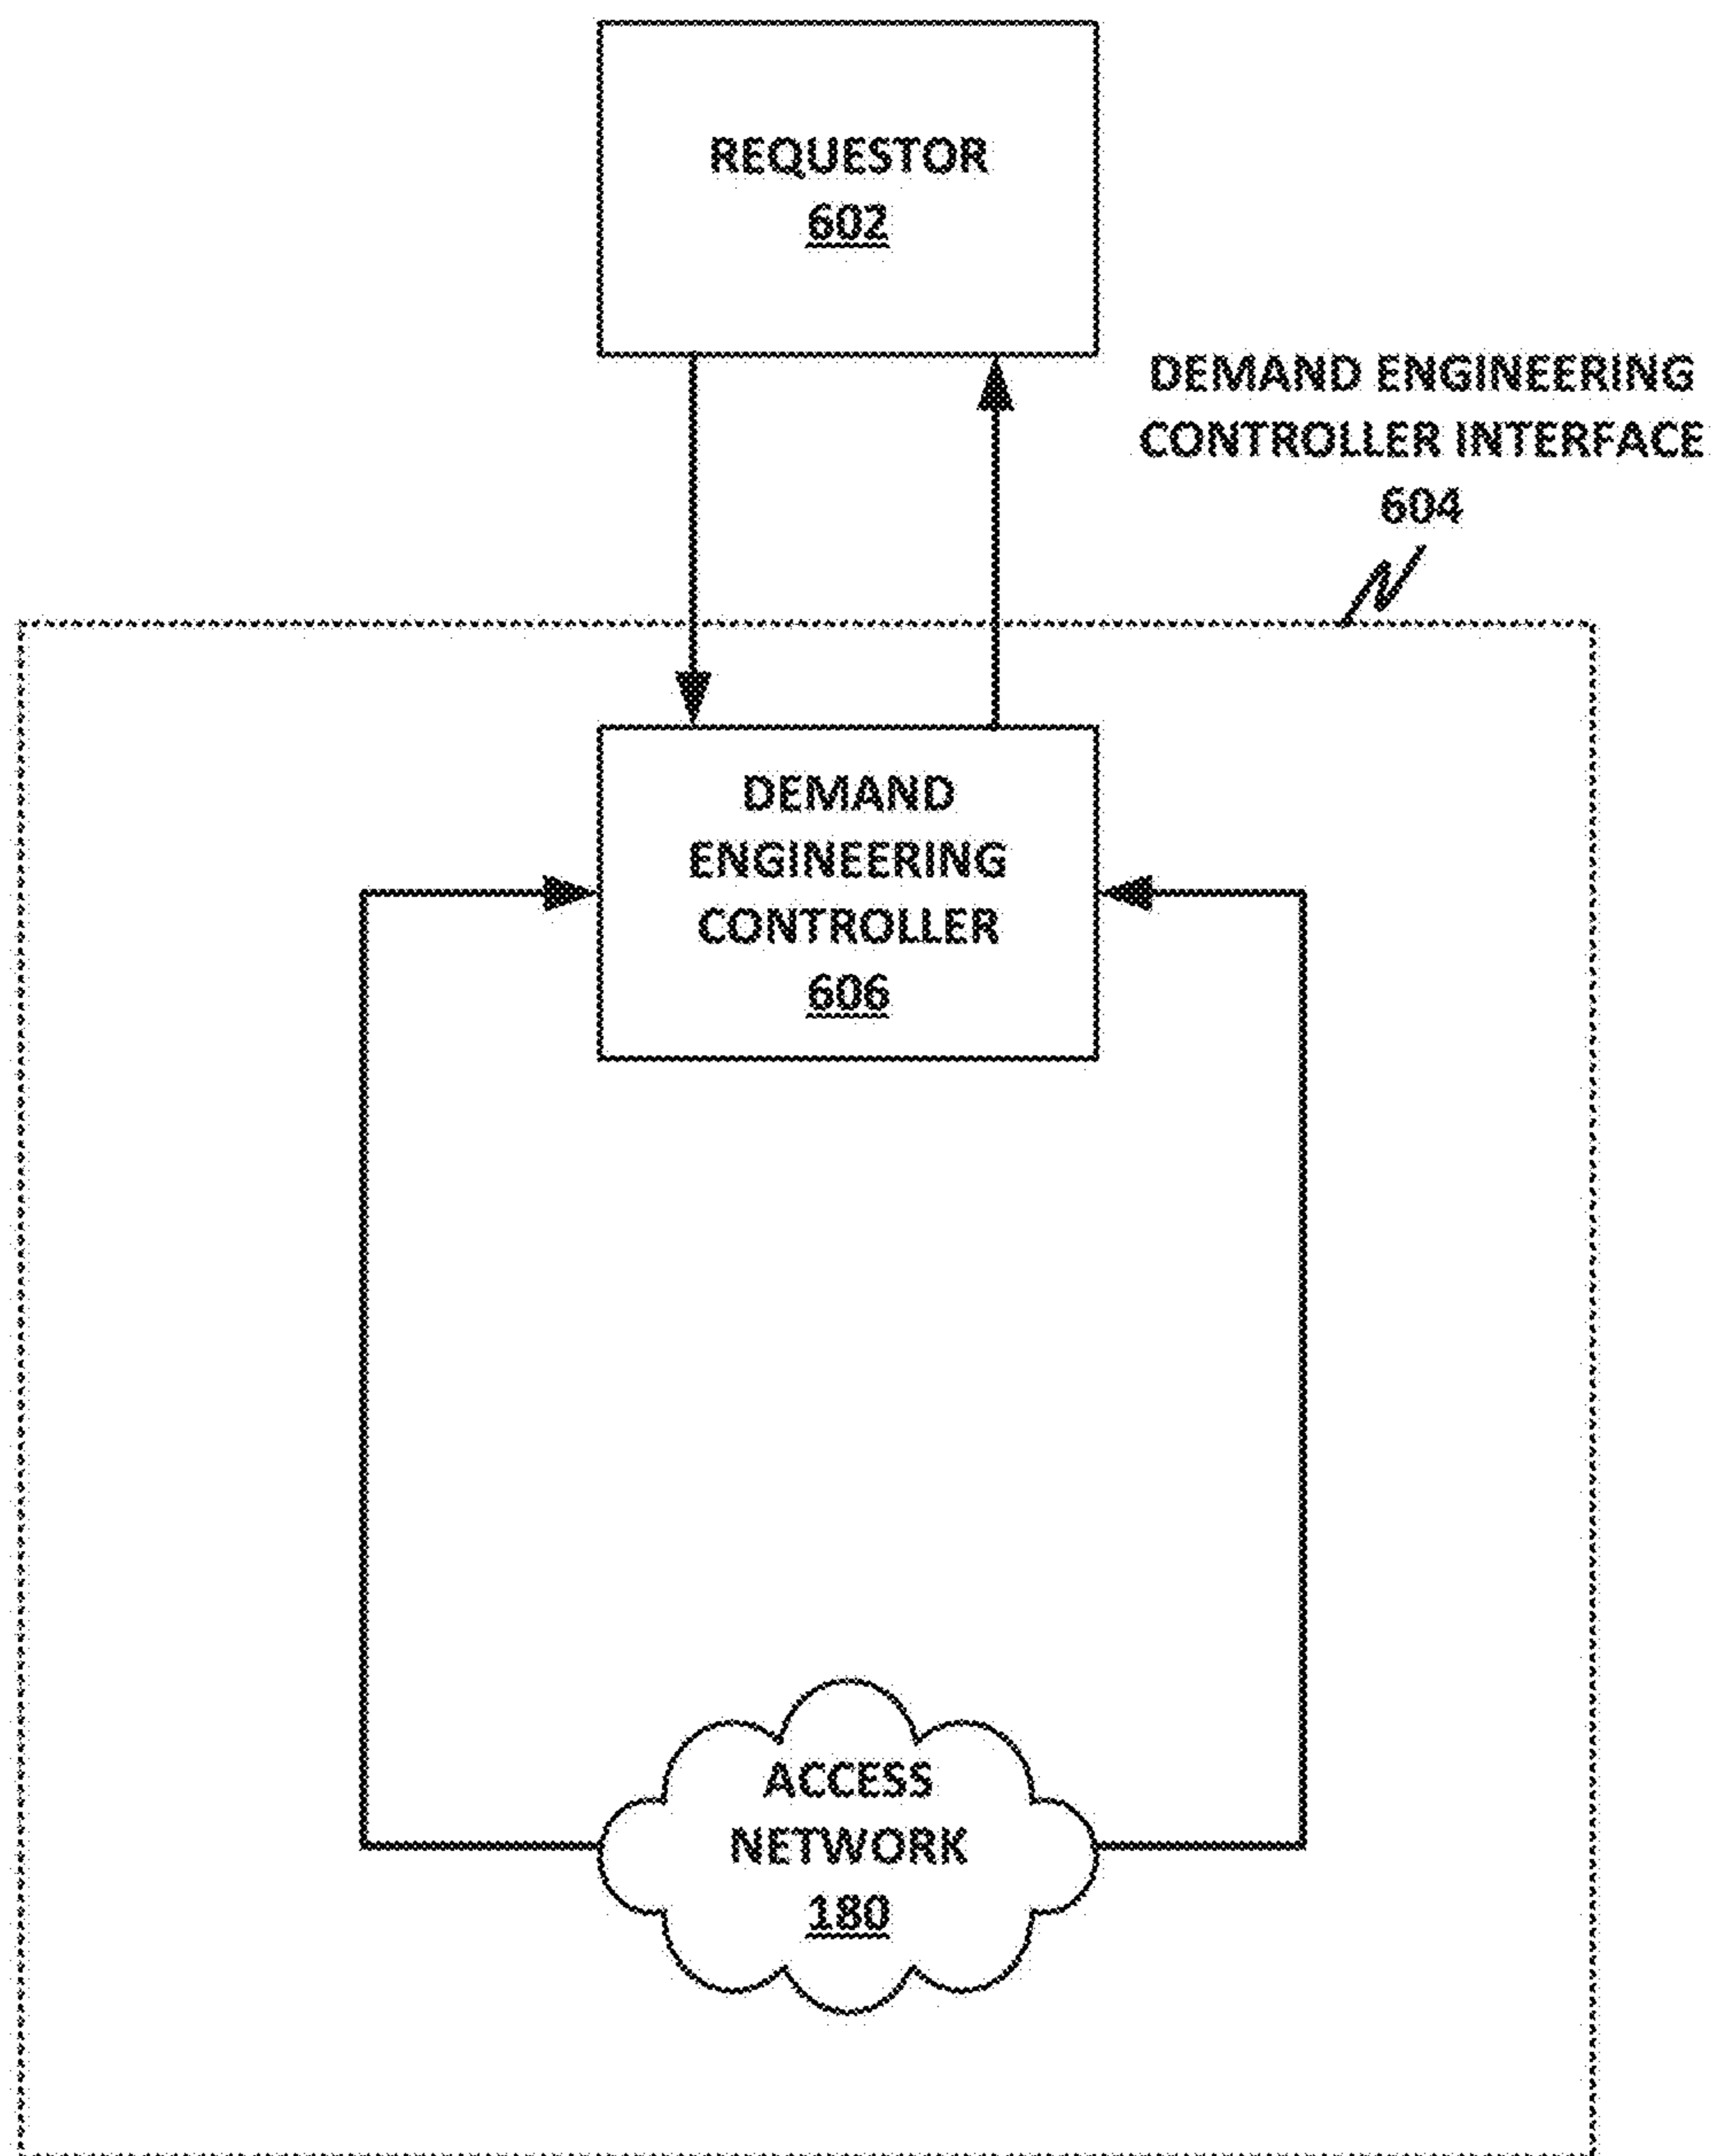 REQUESTOR
602
DEMAND ENGINEERING
CONTROLLER INTERFACE
604
DEMAND
ENGINEERING
CONTROLLER
606
ACCESS
NETWORK
180